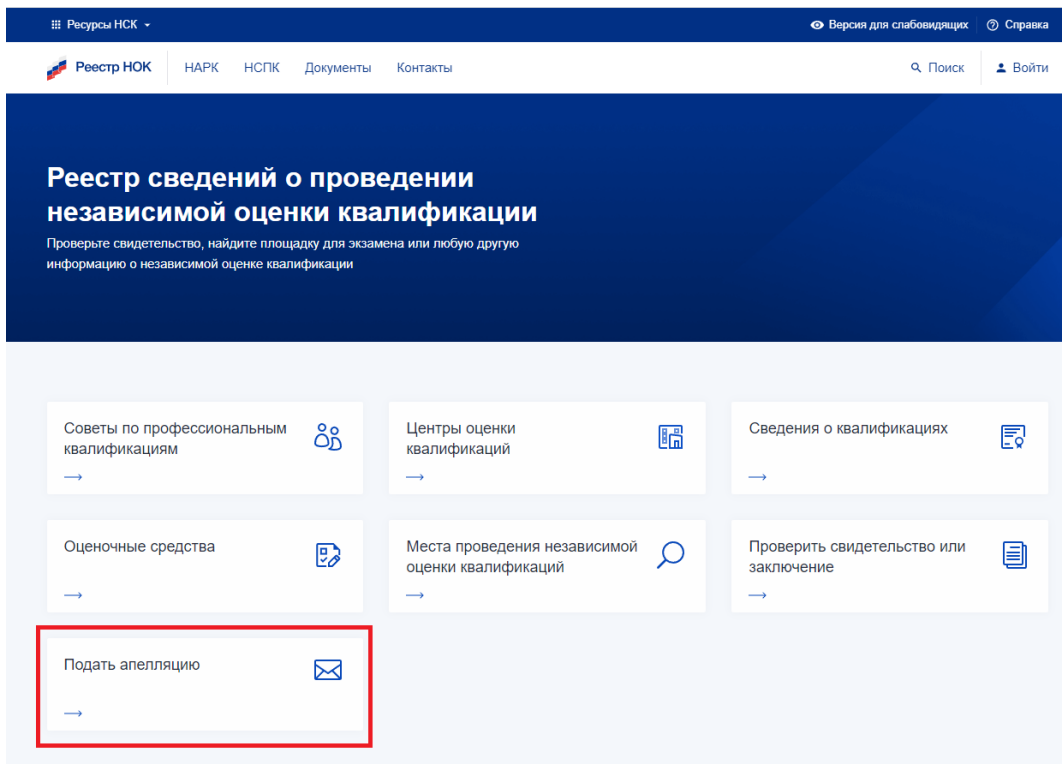 Ресурсы НСК
Версия для слабовидящих
Справка
Реестр НОК
НАРК
НСПК
Документы
Контакты
Поиск
Войти
Реестр сведений о проведении
независимой оценки квалификации
Проверьте свидетельство, найдите площадку для экзамена или любую другую
информацию о независимой оценке квалификации
Советы по профессиональным
квалификациям
Центры оценки
квалификаций
Сведения о квалификациях
Оценочные средства
Места проведения независимой
оценки квалификаций
Проверить свидетельство или
заключение
Подать апелляцию